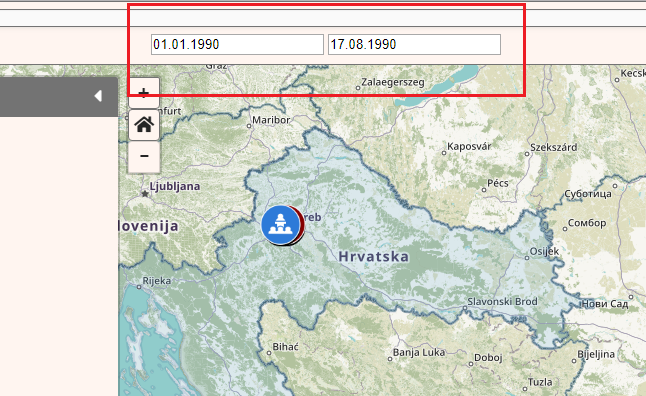 01.01.1990 17.08.1990
Graz
Zalaegerszeg
Kecs
+
nfurt
Maribor
-
Kaposvár
Szekszárd
Pécs
Ljubljana
Суботица
lovenija
reb
Сомбор
Hrvatska
Osijek
Rijeka
Slavonski Brod
Нови Сад
Bihać
Banja Luka
Doboj
Bijeljina
Tuzla